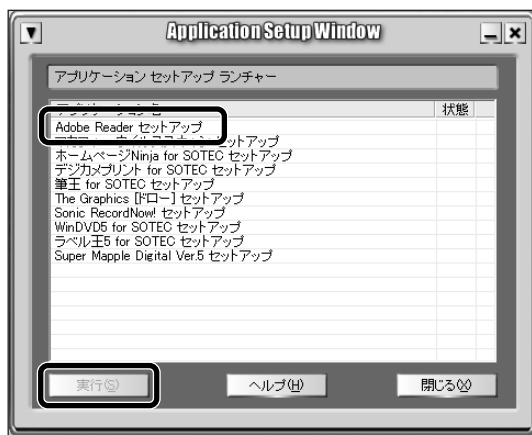 Application Setup Window
アプリケーション セットアップ ランチャー
状態
Adobe Reader セットアップ
セットアップ
ホームページNinja for SOTEC セットアップ
デジカメプリント for SOTEC セットアップ
筆王 for SOTEC セットアップ
The Graphics [ドロー] セットアップ
Sonic RecordNow! セットアップ
WinDVD5 for SOTEC セットアップ
ラベル王5 for SOTEC セットアップ
Super Mapple Digital Ver.5 セットアップ
実行(S)
ヘルプ(H)
閉じる(X)